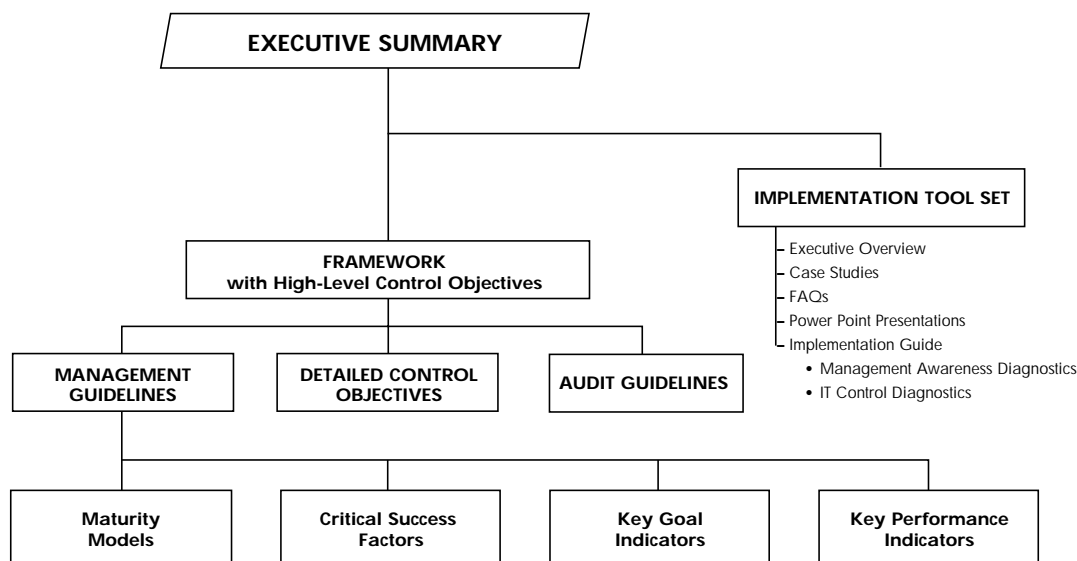 EXECUTIVE SUMMARY
IMPLEMENTATION TOOL SET
- Executive Overview
- Case Studies
- FAQs
- Power Point Presentations
- Implementation Guide
• Management Awareness Diagnostics
• IT Control Diagnostics
FRAMEWORK
with High-Level Control Objectives
MANAGEMENT
GUIDELINES
DETAILED CONTROL
OBJECTIVES
AUDIT GUIDELINES
Maturity
Models
Critical Success
Factors
Key Goal
Indicators
Key Performance
Indicators